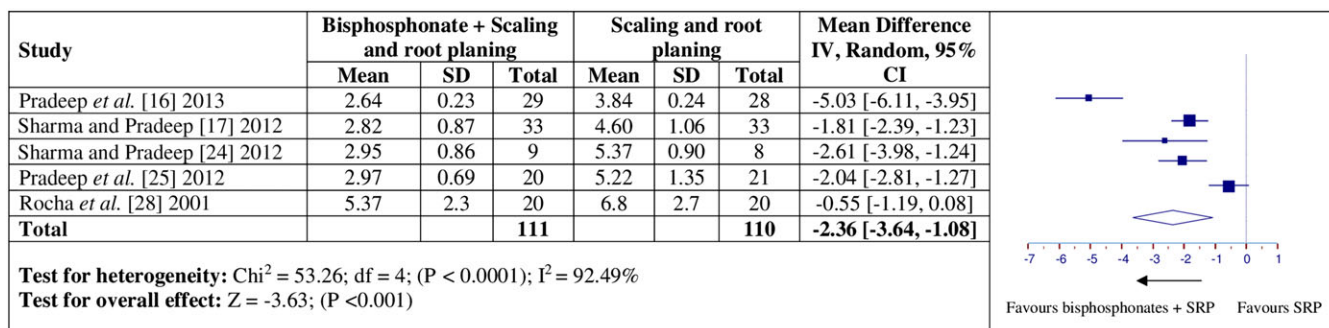 Study Bisphosphonate + Scaling and root planing Scaling and root planing Mean Difference IV, Random, 95% CI
Mean SD Total Mean SD Total
Pradeep et al. [16] 2013 2.64 0.23 29 3.84 0.24 28 -5.03 [-6.11, -3.95]
Sharma and Pradeep [17] 2012 2.82 0.87 33 4.60 1.06 33 -1.81 [-2.39, -1.23]
Sharma and Pradeep [24] 2012 2.95 0.86 9 5.37 0.90 8 -2.61 [-3.98, -1.24]
Pradeep et al. [25] 2012 2.97 0.69 20 5.22 1.35 21 -2.04 [-2.81, -1.27]
Rocha et al. [28] 2001 5.37 2.3 20 6.8 2.7 20 -0.55 [-1.19, 0.08]
Total 111 110 -2.36 [-3.64, -1.08]
Test for heterogeneity: Chi² = 53.26; df = 4; (P < 0.0001); I² = 92.49%
Test for overall effect: Z = -3.63; (P <0.001)
-7 -6 -5 -4 -3 -2 -1 0 1
Favours bisphosphonates + SRP Favours SRP